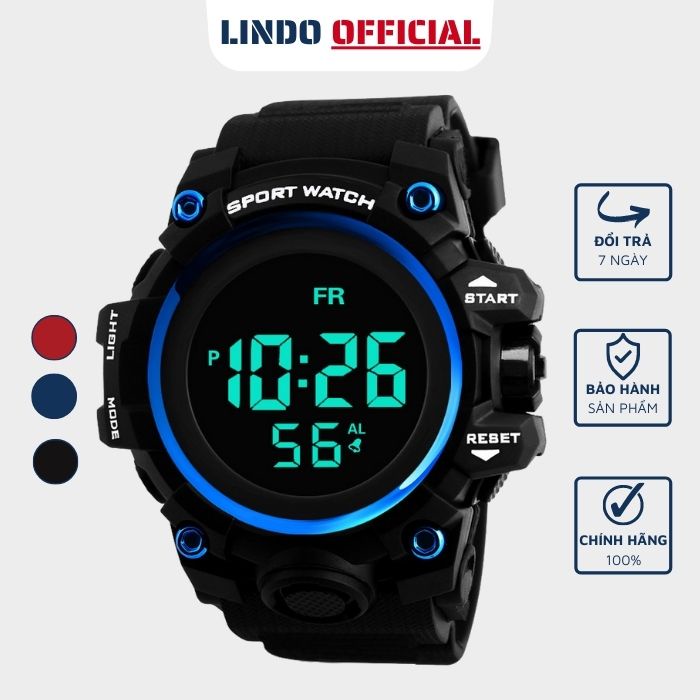 LINDO OFFICIAL
SPORT WATCH
LIGHT
MODE
START
RESET
FR
P 10:26
56 AL
ĐỔI TRẢ
7 NGÀY
BẢO HÀNH
SẢN PHẨM
CHÍNH HÃNG
100%